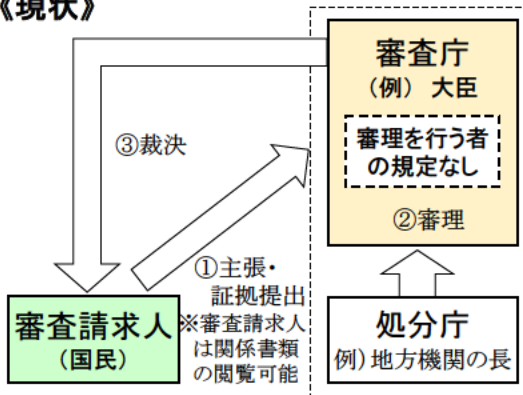 《現状》
審査庁
(例) 大臣
審理を行う者
の規定なし
②審理
③裁決
①主張・
証拠提出
※審査請求人
は関係書類
の閲覧可能
審査請求人
(国民)
処分庁
例)地方機関の長